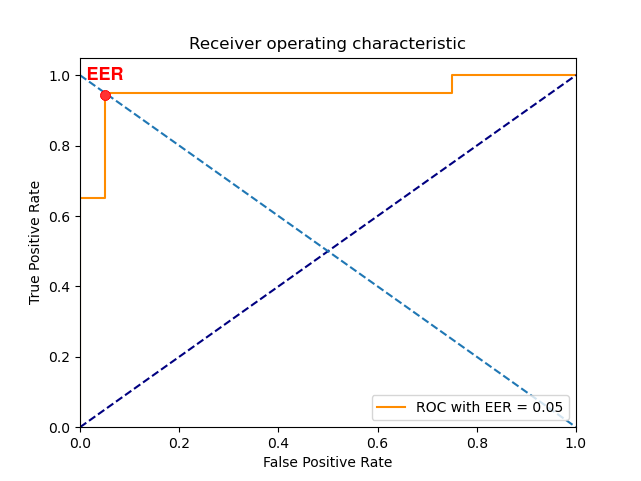 Receiver operating characteristic
EER
True Positive Rate
1.0
0.8
0.6
0.4
0.2
0.0
ROC with EER = 0.05
0.0 0.2 0.4 0.6 0.8 1.0
False Positive Rate